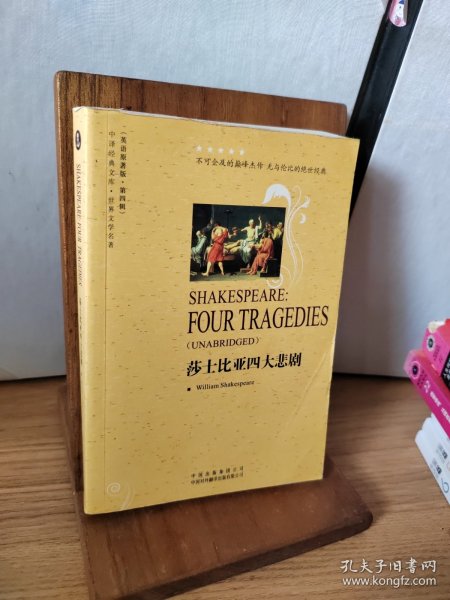 ★★★★★
不可企及的巅峰杰作 无与伦比的绝世经典
中译经典文库·世界文学名著
(英语原著版·第四辑)
SHAKESPEARE:
FOUR TRAGEDIES
(UNABRIDGED)
莎士比亚四大悲剧
■ William Shakespeare
中国出版集团公司
中国对外翻译出版有限公司
SHAKESPEARE: FOUR TRAGEDIES
孔夫子旧书网
www.kongfz.com